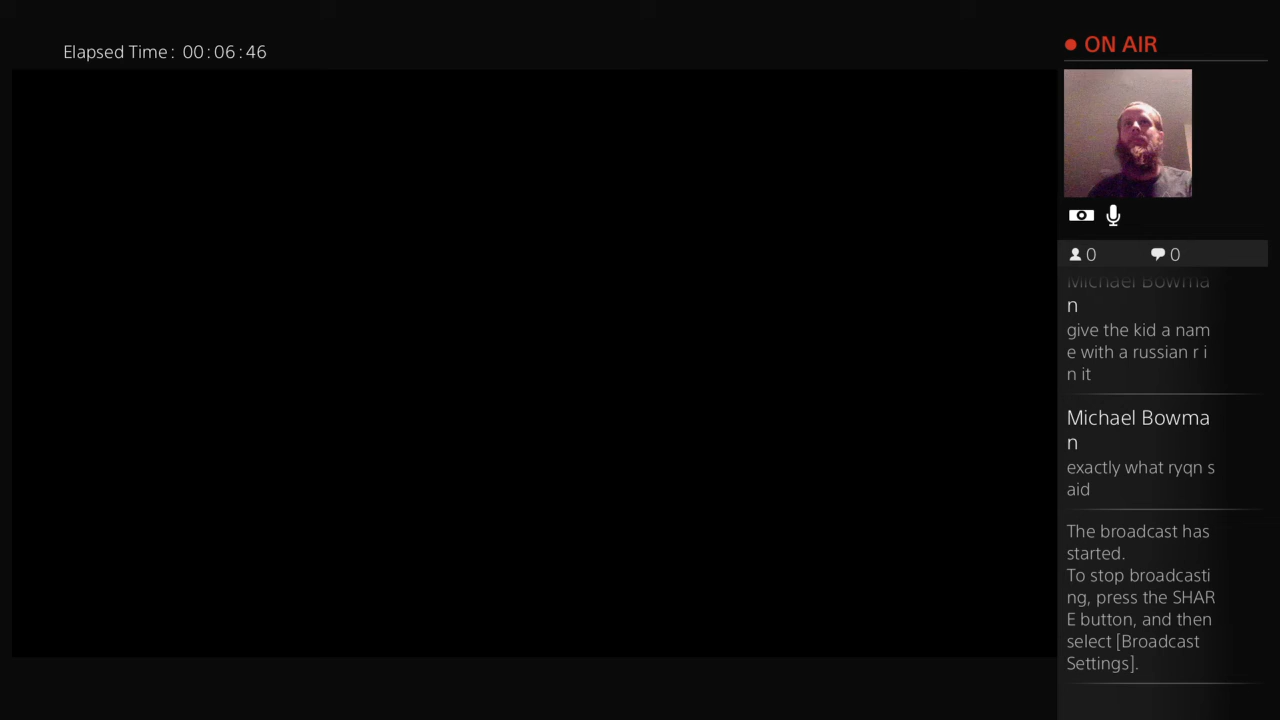 Elapsed Time: 00:06:46
ON AIR
0 0
Michael Bowma
n
give the kid a nam
e with a russian r i
n it
Michael Bowma
n
exactly what ryqn s
aid
The broadcast has
started.
To stop broadcasti
ng, press the SHAR
E button, and then
select [Broadcast
Settings].